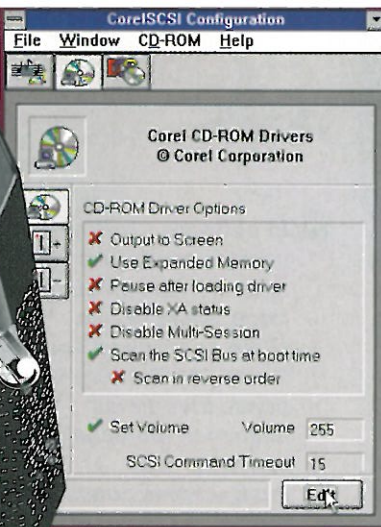 CorelSCSI Configuration
File Window CD-ROM Help
Corel CD-ROM Drivers
© Corel Corporation
CD-ROM Driver Options
Output to Screen
Use Expanded Memory
Pause after loading driver
Disable XA status
Disable Multi-Session
Scan the SCSI Bus at boot time
Scan in reverse order
Set Volume Volume 255
SCSI Command Timeout 15
Edit